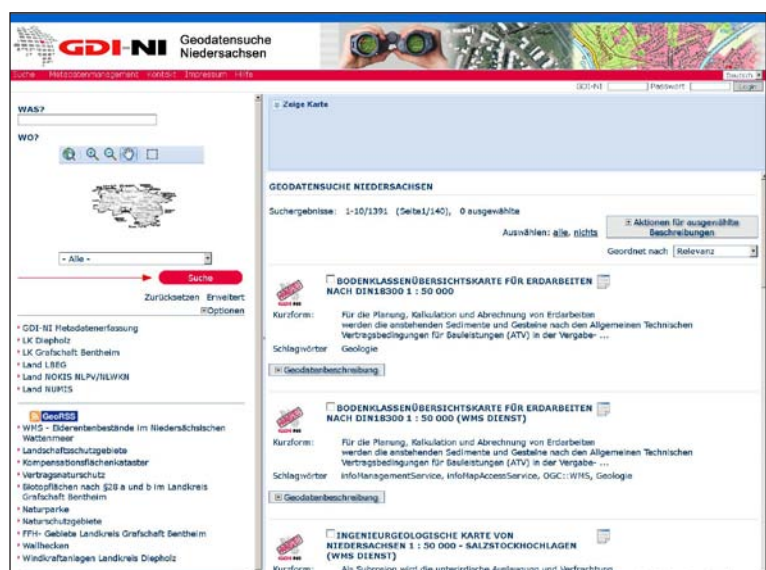 GDI-NI
Geodatensuche
Niedersachsen
Suche Metadatenmanagement Kontakt Impressum Hilfe
Deutsch
GDI-NI Passwort Login
WAS?
WO?
- Alle -
Suche
Zurücksetzen Erweitert
Optionen
GDI-NI Metadatenerfassung
LK Diepholz
LK Grafschaft Bentheim
Land LBEG
Land NOKIS NLPV/NLWKN
Land NUMIS
GeoRSS
WMS - Eiderentenbestände im Niedersächsischen
Wattenmeer
Landschaftsschutzgebiete
Kompensationsflächenkataster
Vertragsnaturschutz
Biotopflächen nach §28 a und b im Landkreis
Grafschaft Bentheim
Naturparke
Naturschutzgebiete
FFH- Gebiete Landkreis Grafschaft Bentheim
Wallhecken
Windkraftanlagen Landkreis Diepholz
Zeige Karte
GEODATENSUCHE NIEDERSACHSEN
Suchergebnisse: 1-10/1391 (Seite1/140), 0 ausgewählte
Auswählen: alle, nichts
Aktionen für ausgewählte
Beschreibungen
Geordnet nach Relevanz
BODENKLASSENÜBERSICHTSKARTE FÜR ERDARBEITEN
NACH DIN18300 1 : 50 000
Kurzform: Für die Planung, Kalkulation und Abrechnung von Erdarbeiten
werden die anstehenden Sedimente und Gesteine nach den Allgemeinen Technischen
Vertragsbedingungen für Bauleistungen (ATV) in der Vergabe- ...
Schlagwörter Geologie
Geodatenbeschreibung
BODENKLASSENÜBERSICHTSKARTE FÜR ERDARBEITEN
NACH DIN18300 1 : 50 000 (WMS DIENST)
Kurzform: Für die Planung, Kalkulation und Abrechnung von Erdarbeiten
werden die anstehenden Sedimente und Gesteine nach den Allgemeinen Technischen
Vertragsbedingungen für Bauleistungen (ATV) in der Vergabe- ...
Schlagwörter infoManagementService, infoMapAccessService, OGC::WMS, Geologie
Geodatenbeschreibung
INGENIEURGEOLOGISCHE KARTE VON
NIEDERSACHSEN 1 : 50 000 - SALZSTOCKHOCHLAGEN
(WMS DIENST)
Kurzform: Als Subrosion wird die unterirdische Auslaugung und Verfrachtung